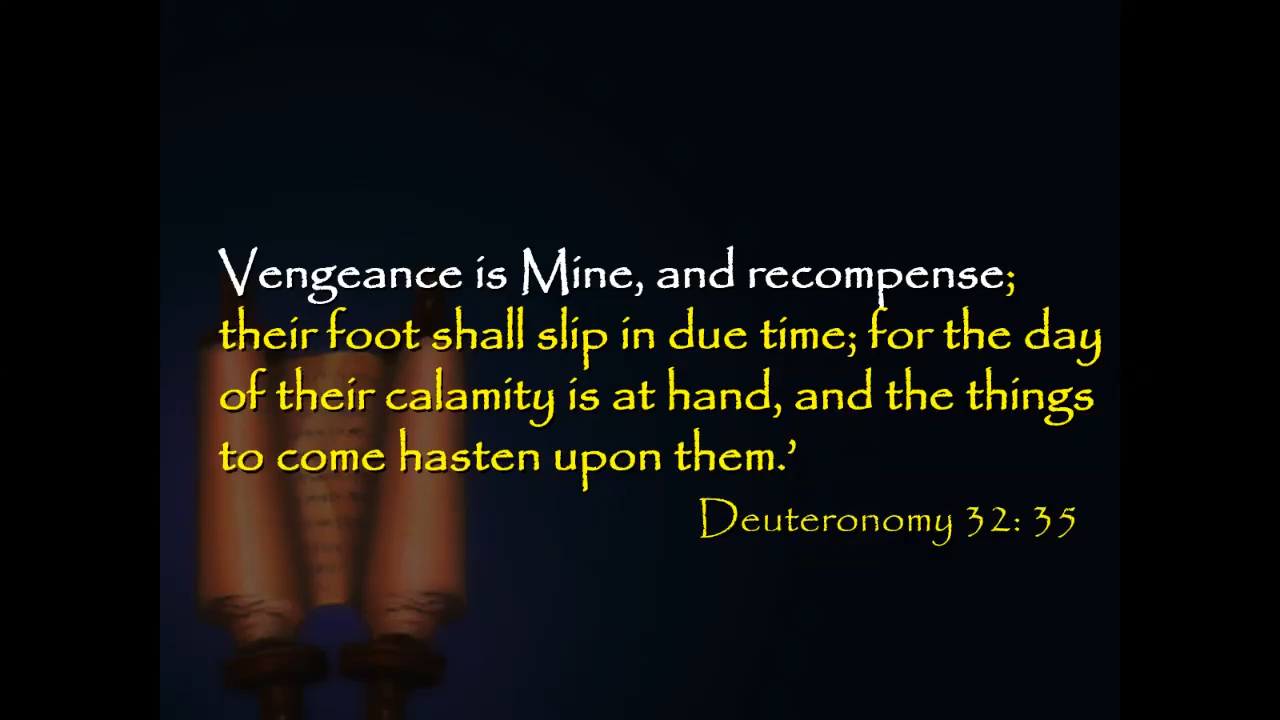 Vengeance is Mine, and recompense;
their foot shall slip in due time; for the day
of their calamity is at hand, and the things
to come hasten upon them.’
Deuteronomy 32: 35